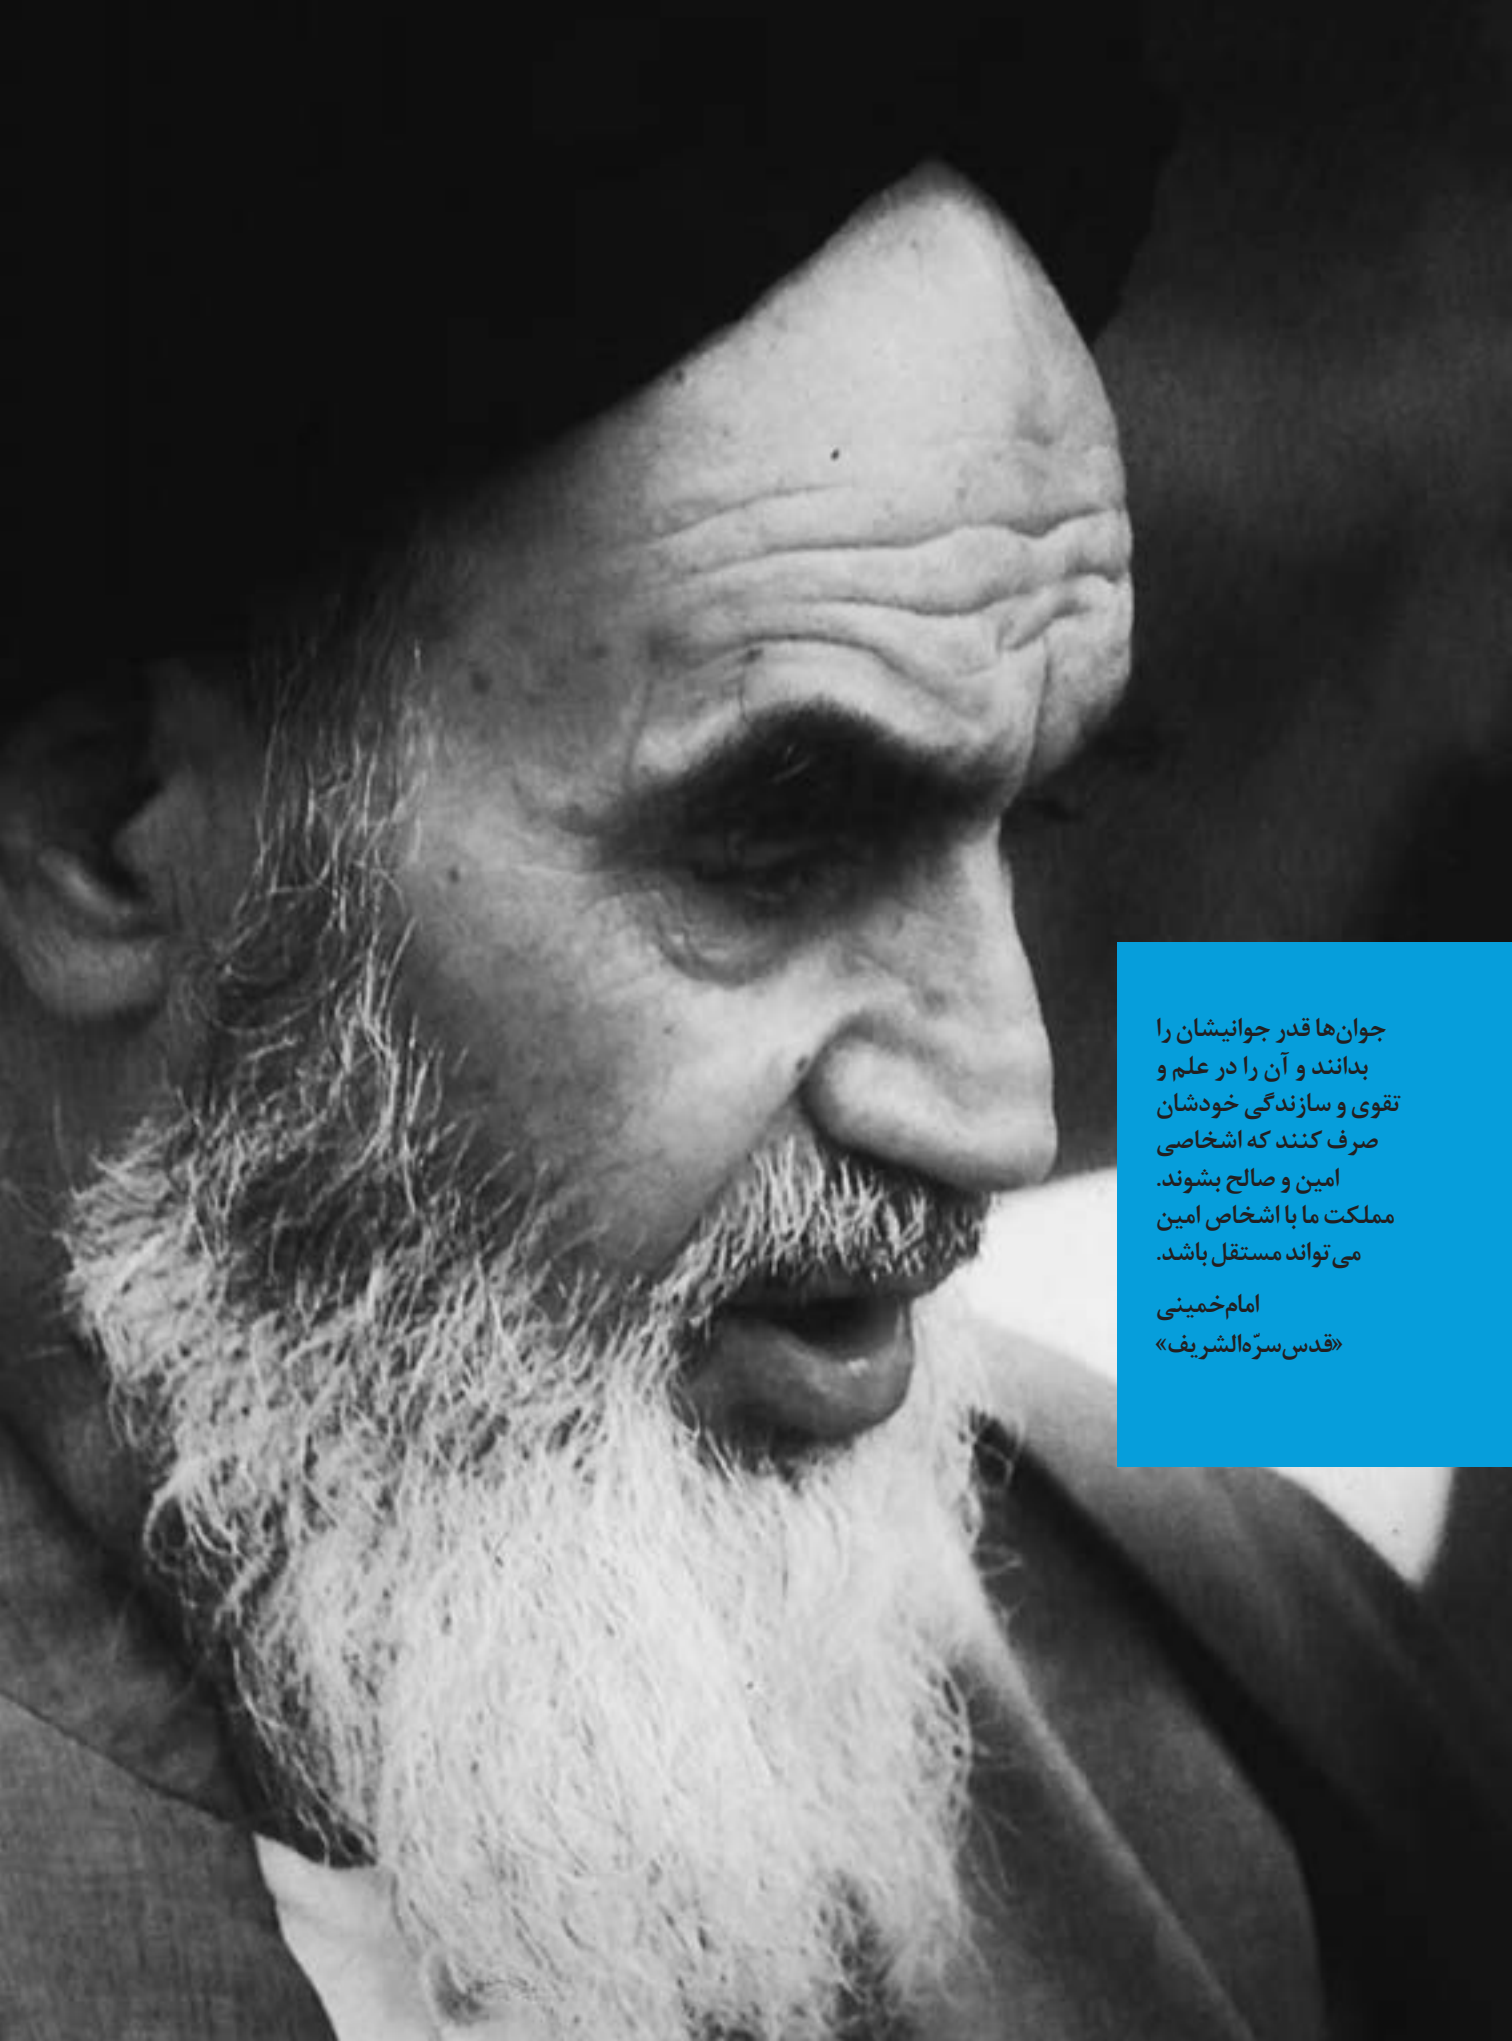 جوان‌ها قدر جوانیشان را
بدانند و آن را در علم و
تقوی و سازندگی خودشان
صرف کنند که اشخاصی
امین و صالح بشوند.
مملکت ما با اشخاص امین
می‌تواند مستقل باشد.
امام‌خمینی
«قدس‌سرّه‌الشریف»